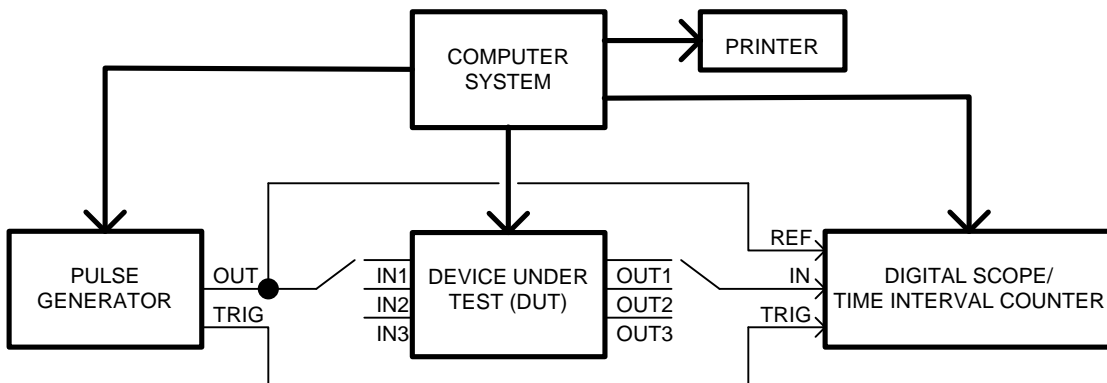 COMPUTER
SYSTEM
PRINTER
PULSE
GENERATOR
OUT
TRIG
IN1
IN2
IN3
DEVICE UNDER
TEST (DUT)
OUT1
OUT2
OUT3
REF
IN
TRIG
DIGITAL SCOPE/
TIME INTERVAL COUNTER